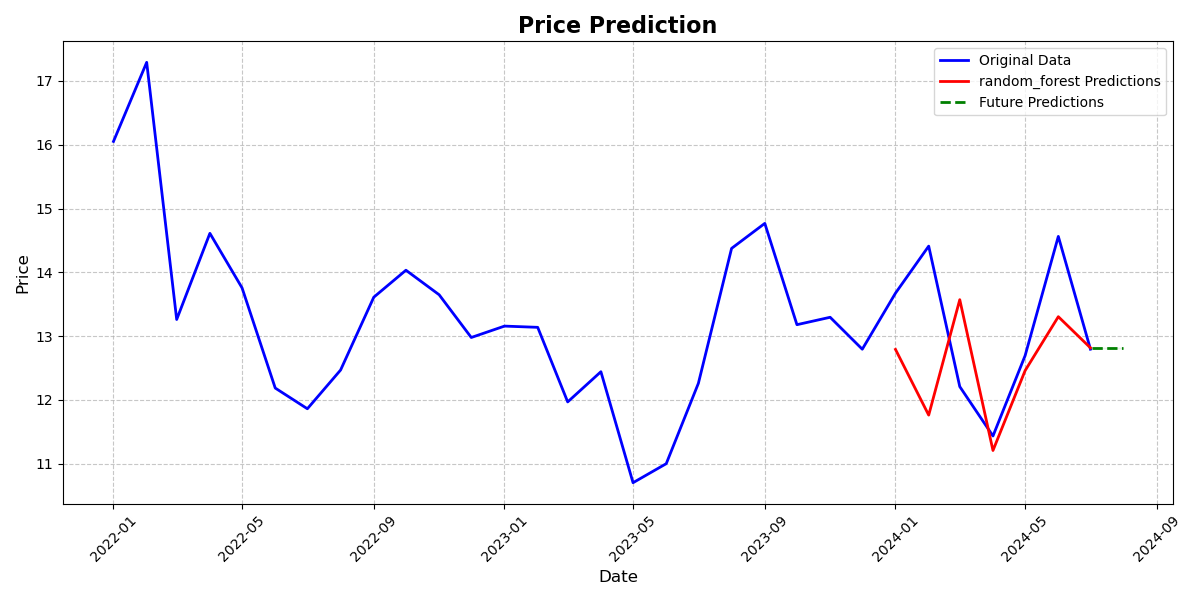 Price Prediction
Original Data
random_forest Predictions
Future Predictions
Price
17
16
15
14
13
12
11
2022-01
2022-05
2022-09
2023-01
2023-05
2023-09
2024-01
2024-05
2024-09
Date